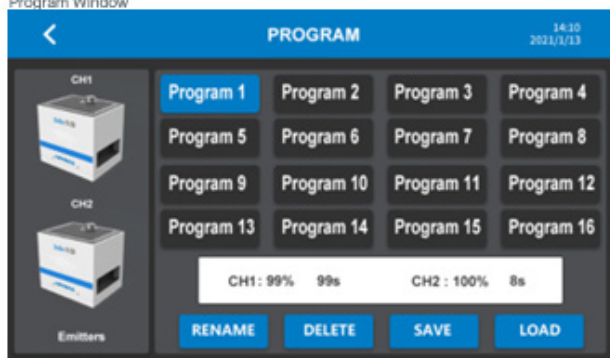 Program Window
PROGRAM
14:10
2021/1/13
CH1
CH2
Emitters
Program 1 Program 2 Program 3 Program 4
Program 5 Program 6 Program 7 Program 8
Program 9 Program 10 Program 11 Program 12
Program 13 Program 14 Program 15 Program 16
CH1: 99% 99s CH2 : 100% 8s
RENAME DELETE SAVE LOAD